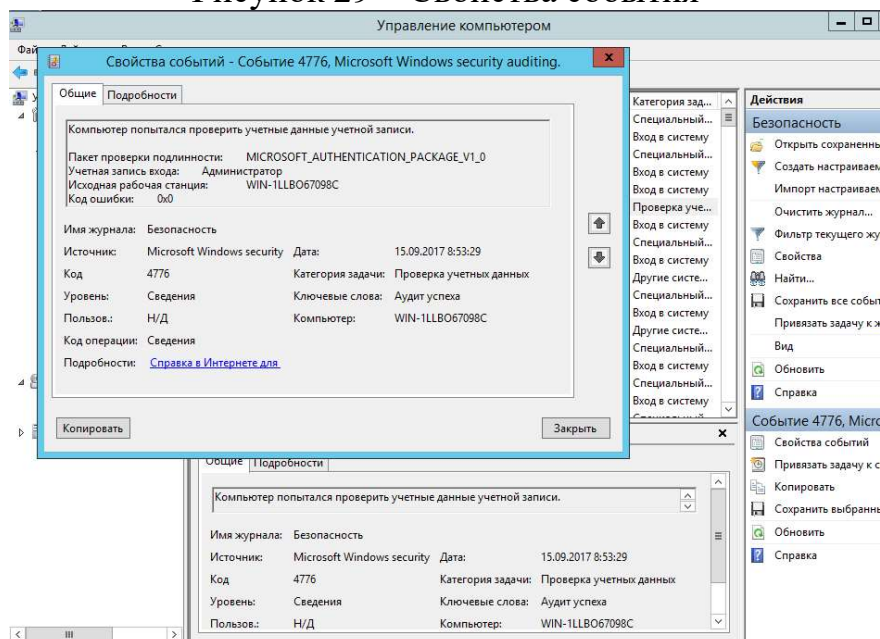 Рисунок 29 – Свойства события
Управление компьютером
Свойства событий - Событие 4776, Microsoft Windows security auditing.
Общие Подробности
Компьютер попытался проверить учетные данные учетной записи.
Пакет проверки подлинности: MICROSOFT_AUTHENTICATION_PACKAGE_V1_0
Учетная запись входа: Администратор
Исходная рабочая станция: WIN-1LLBO67098C
Код ошибки: 0x0
Имя журнала: Безопасность
Источник: Microsoft Windows security Дата: 15.09.2017 8:53:29
Код 4776 Категория задачи: Проверка учетных данных
Уровень: Сведения Ключевые слова: Аудит успеха
Пользов.: Н/Д Компьютер: WIN-1LLBO67098C
Код операции: Сведения
Подробности: Справка в Интернете для
Копировать Закрыть
Категория зад...
Специальный...
Вход в систему
Специальный...
Вход в систему
Вход в систему
Проверка уче...
Вход в систему
Специальный...
Вход в систему
Другие систе...
Специальный...
Вход в систему
Другие систе...
Специальный...
Вход в систему
Специальный...
Вход в систему
Действия
Безопасность
Открыть сохраненны
Создать настраиваем
Импорт настраиваем
Очистить журнал...
Фильтр текущего жу
Свойства
Найти...
Сохранить все событ
Привязать задачу к ж
Вид
Обновить
Справка
Событие 4776, Micro
Свойства событий
Привязать задачу к с
Копировать
Сохранить выбранны
Обновить
Справка
Общие Подробности
Компьютер попытался проверить учетные данные учетной записи.
Имя журнала: Безопасность
Источник: Microsoft Windows security Дата: 15.09.2017 8:53:29
Код 4776 Категория задачи: Проверка учетных данных
Уровень: Сведения Ключевые слова: Аудит успеха
Пользов.: Н/Д Компьютер: WIN-1LLBO67098C